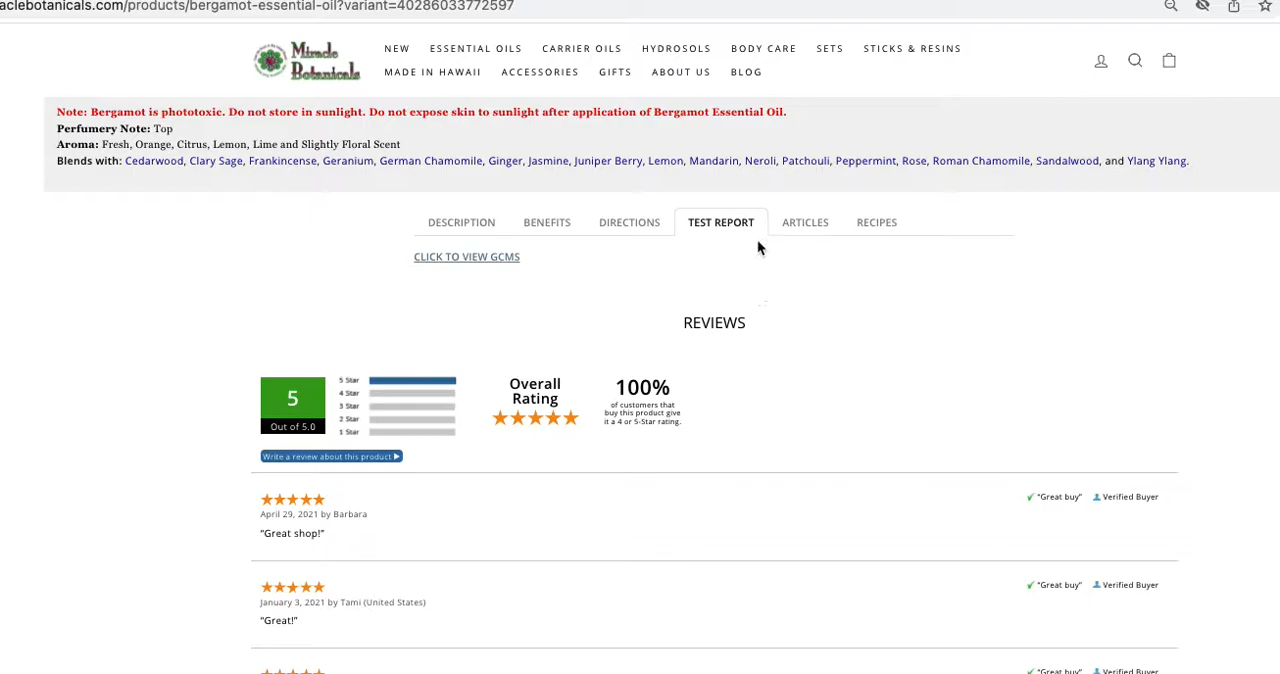 aclebotanicals.com/products/bergamot-essential-oil?variant=40286033772597
Miracle
Botanicals
NEW ESSENTIAL OILS CARRIER OILS HYDROSOLS BODY CARE SETS STICKS & RESINS
MADE IN HAWAII ACCESSORIES GIFTS ABOUT US BLOG
Note: Bergamot is phototoxic. Do not store in sunlight. Do not expose skin to sunlight after application of Bergamot Essential Oil.
Perfumery Note: Top
Aroma: Fresh, Orange, Citrus, Lemon, Lime and Slightly Floral Scent
Blends with: Cedarwood, Clary Sage, Frankincense, Geranium, German Chamomile, Ginger, Jasmine, Juniper Berry, Lemon, Mandarin, Neroli, Patchouli, Peppermint, Rose, Roman Chamomile, Sandalwood, and Ylang Ylang.
DESCRIPTION BENEFITS DIRECTIONS TEST REPORT ARTICLES RECIPES
CLICK TO VIEW GCMS
REVIEWS
5
Out of 5.0
5 Star
4 Star
3 Star
2 Star
1 Star
Overall
Rating
100%
of customers that
buy this product give
it a 4 or 5-Star rating.
Write a review about this product
April 29, 2021 by Barbara
"Great buy" Verified Buyer
"Great shop!"
"Great buy" Verified Buyer
January 3, 2021 by Tami (United States)
"Great!"
"Great buy" Verified Buyer